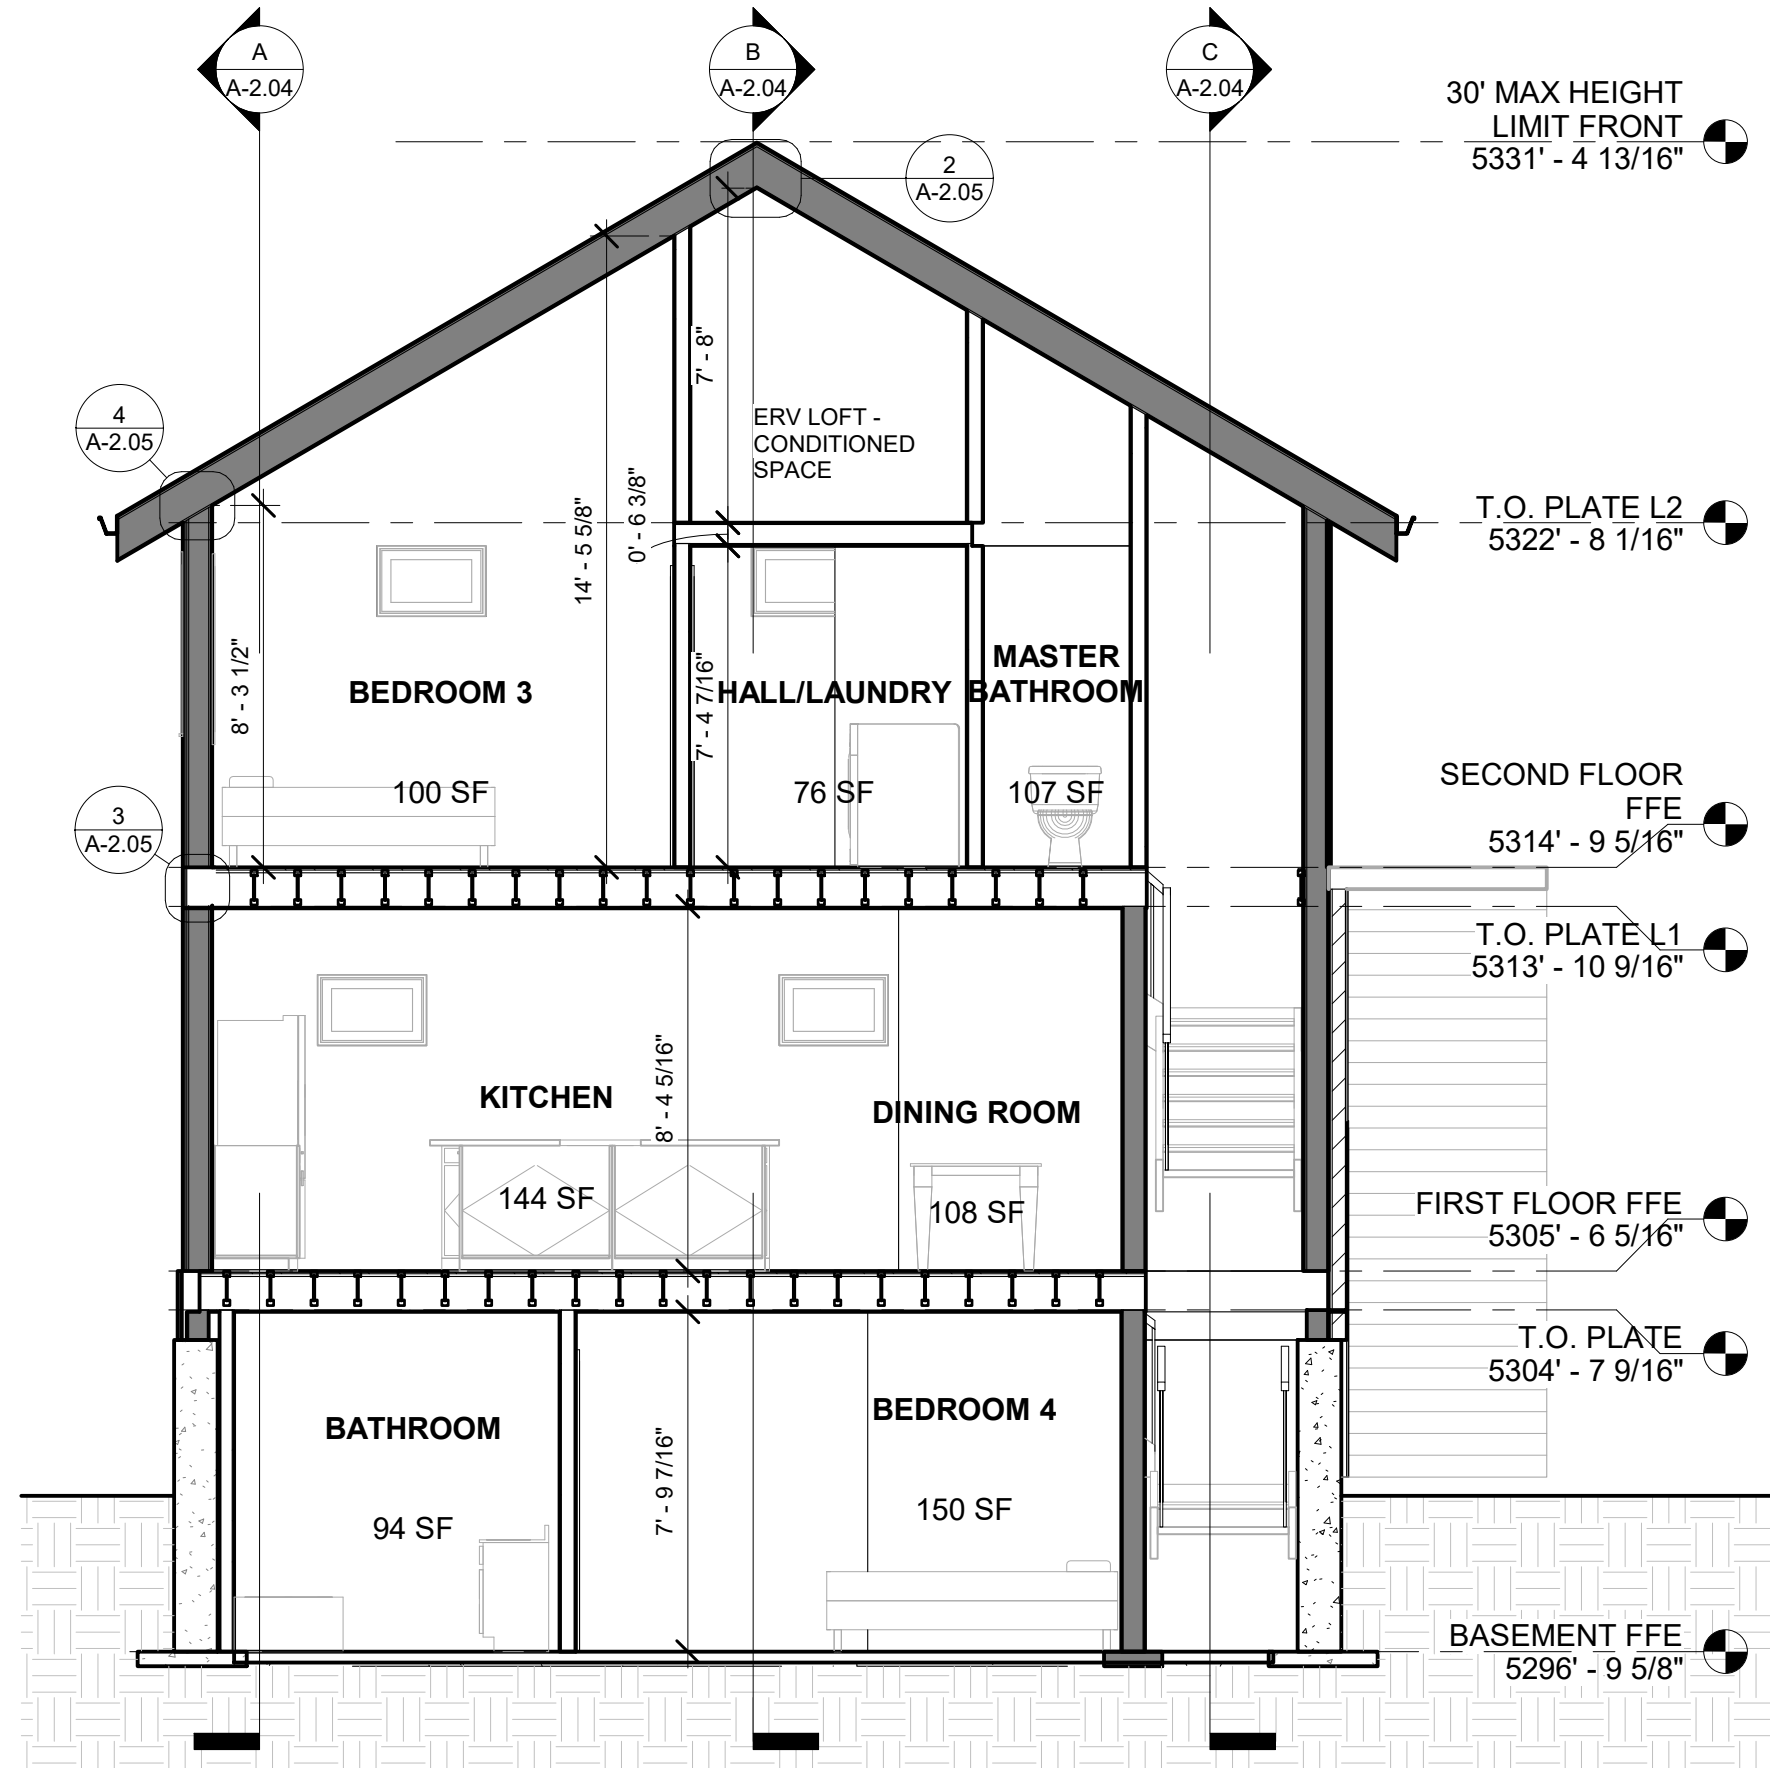 A
A-2.04
B
A-2.04
C
A-2.04
30' MAX HEIGHT
LIMIT FRONT
5331' - 4 13/16"
2
A-2.05
7' - 8"
ERV LOFT -
CONDITIONED
SPACE
4
A-2.05
14' - 5 5/8"
0' - 6 3/8"
T.O. PLATE L2
5322' - 8 1/16"
8' - 3 1/2"
BEDROOM 3
7' - 4 7/16"
HALL/LAUNDRY
MASTER
BATHROOM
100 SF
76 SF
107 SF
SECOND FLOOR
FFE
5314' - 9 5/16"
3
A-2.05
T.O. PLATE L1
5313' - 10 9/16"
KITCHEN
8' - 4 5/16"
DINING ROOM
144 SF
108 SF
FIRST FLOOR FFE
5305' - 6 5/16"
T.O. PLATE
5304' - 7 9/16"
BATHROOM
7' - 9 7/16"
BEDROOM 4
94 SF
150 SF
BASEMENT FFE
5296' - 9 5/8"